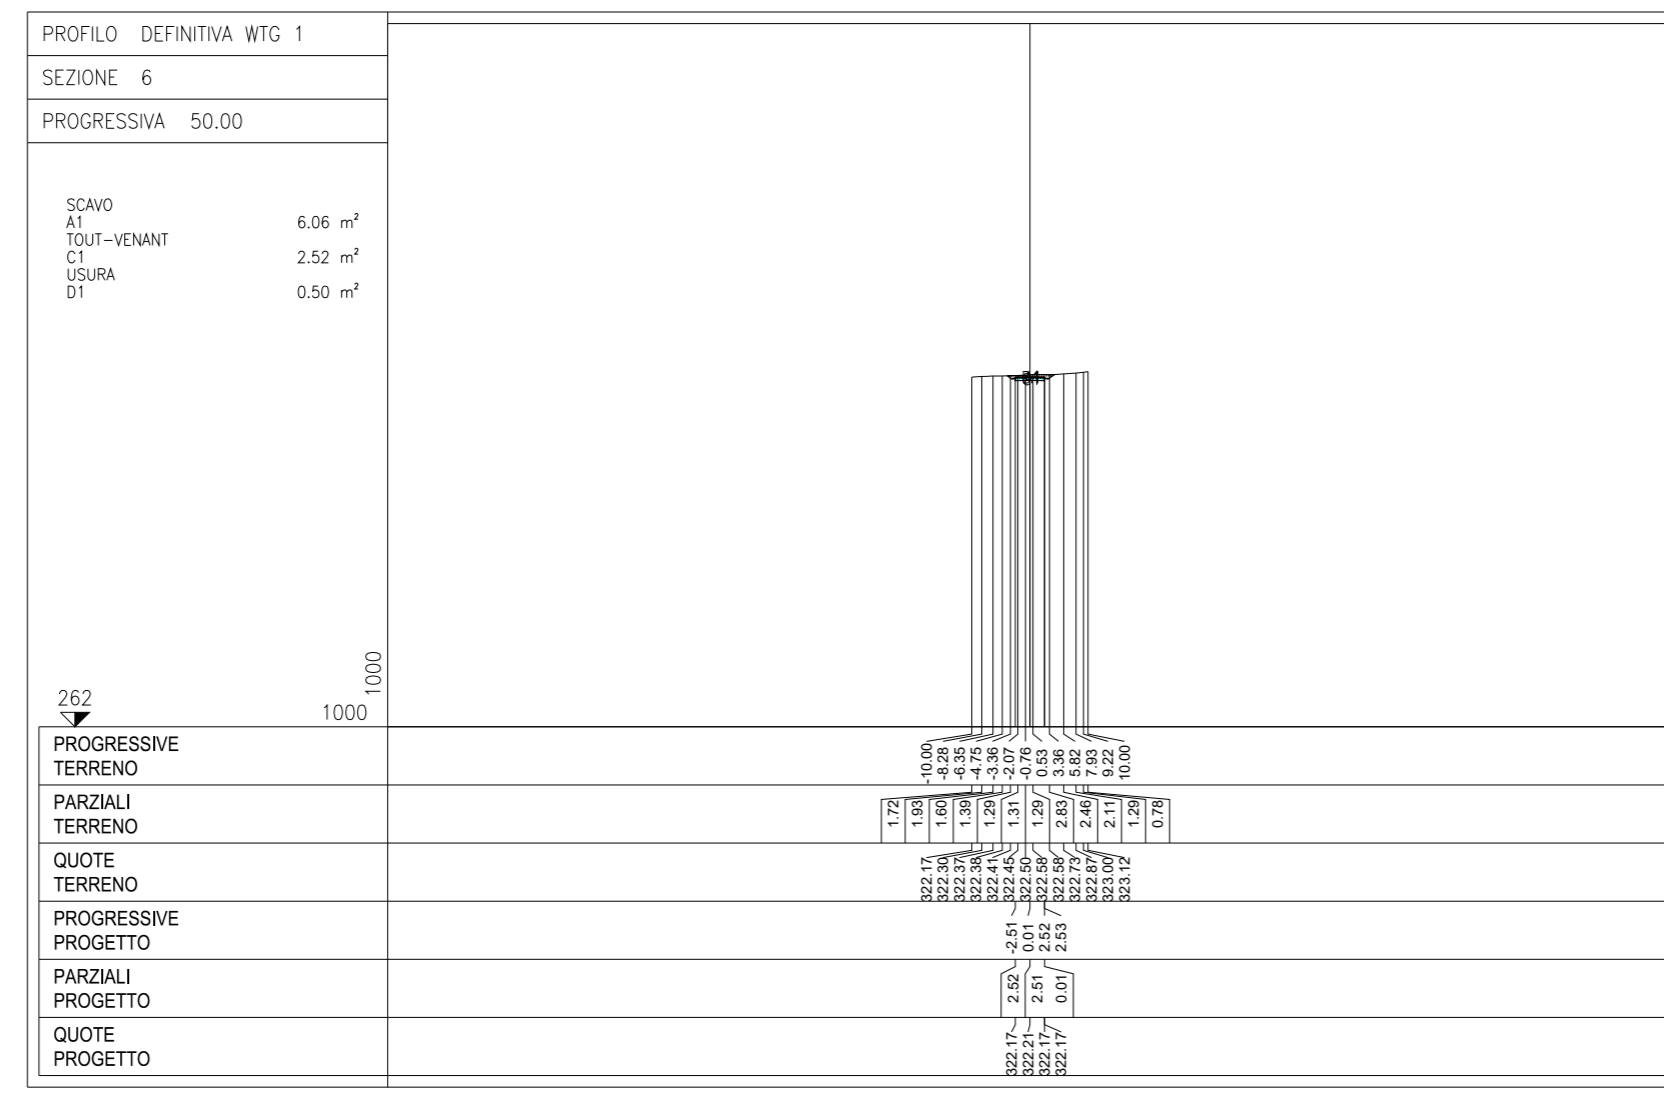 PROFILO DEFINITIVA WTG 1
SEZIONE 6
PROGRESSIVA 50.00
SCAVO
A1 6.06 m²
TOUT-VENANT
C1 2.52 m²
USURA
D1 0.50 m²
1000
262
1000
PROGRESSIVE
TERRENO
-10.00 -8.28 -6.35 -4.75 -3.36 -2.07 -0.76 0.53 3.36 5.82 7.93 9.22 10.00
PARZIALI
TERRENO
1.72 1.93 1.60 1.39 1.29 1.31 1.29 2.83 2.46 2.11 1.29 0.78
QUOTE
TERRENO
322.17 322.30 322.37 322.38 322.41 322.45 322.50 322.58 322.58 322.73 322.87 323.00 323.12
PROGRESSIVE
PROGETTO
-2.51 0.01 2.52 2.53
PARZIALI
PROGETTO
2.52 2.51 0.01
QUOTE
PROGETTO
322.17 322.21 322.17 322.17